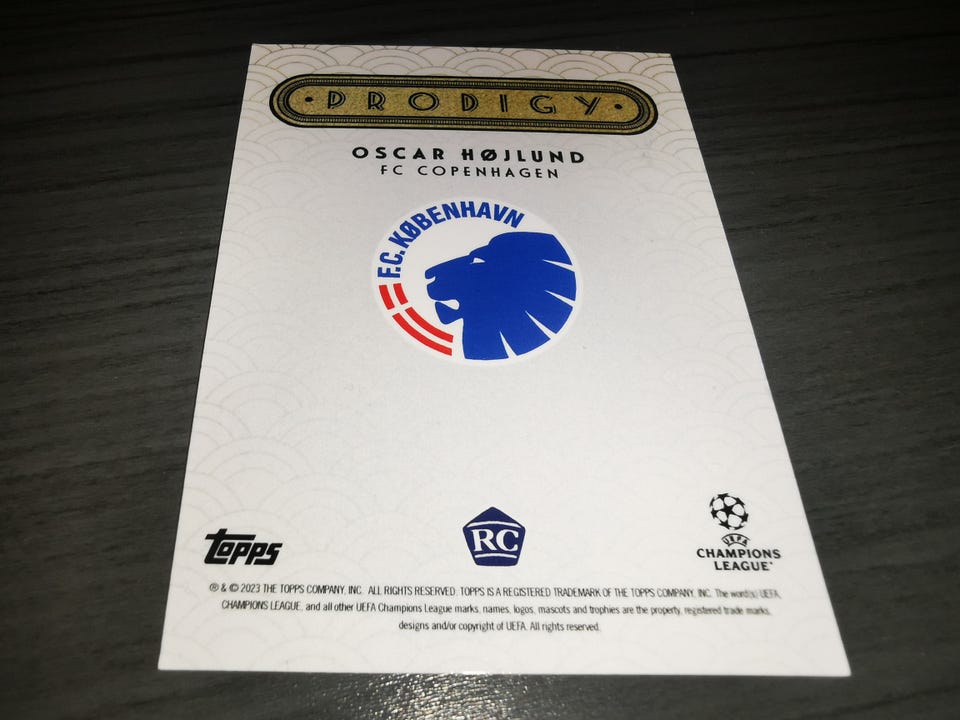 • PRODIGY •
OSCAR HØJLUND
FC COPENHAGEN
F.C. KØBENHAVN
topps
RC
UEFA
CHAMPIONS
LEAGUE®
® & © 2023 THE TOPPS COMPANY, INC. ALL RIGHTS RESERVED. TOPPS IS A REGISTERED TRADEMARK OF THE TOPPS COMPANY, INC. The word(s) UEFA,
CHAMPIONS LEAGUE, and all other UEFA Champions League marks, names, logos, mascots and trophies are the property, registered trade marks,
designs and/or copyright of UEFA. All rights reserved.